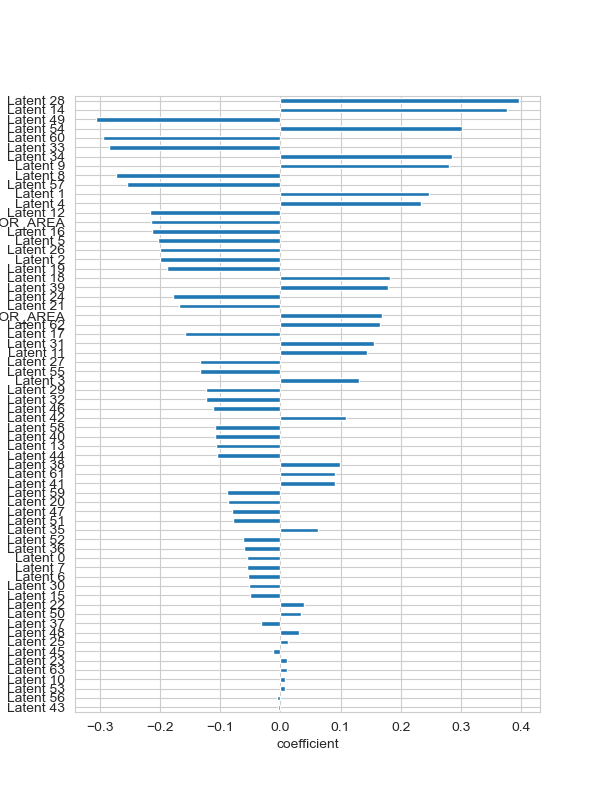 Latent 28
Latent 14
Latent 49
Latent 54
Latent 60
Latent 33
Latent 34
Latent 9
Latent 8
Latent 57
Latent 1
Latent 4
Latent 12
OR_AREA
Latent 16
Latent 5
Latent 26
Latent 2
Latent 19
Latent 18
Latent 39
Latent 24
Latent 21
OR_AREA
Latent 62
Latent 17
Latent 31
Latent 11
Latent 27
Latent 55
Latent 3
Latent 29
Latent 32
Latent 46
Latent 42
Latent 58
Latent 40
Latent 13
Latent 44
Latent 38
Latent 61
Latent 41
Latent 59
Latent 20
Latent 47
Latent 51
Latent 35
Latent 52
Latent 36
Latent 0
Latent 7
Latent 6
Latent 30
Latent 15
Latent 22
Latent 50
Latent 37
Latent 48
Latent 25
Latent 45
Latent 23
Latent 63
Latent 10
Latent 53
Latent 56
Latent 43
−0.3 −0.2 −0.1 0.0 0.1 0.2 0.3 0.4
coefficient